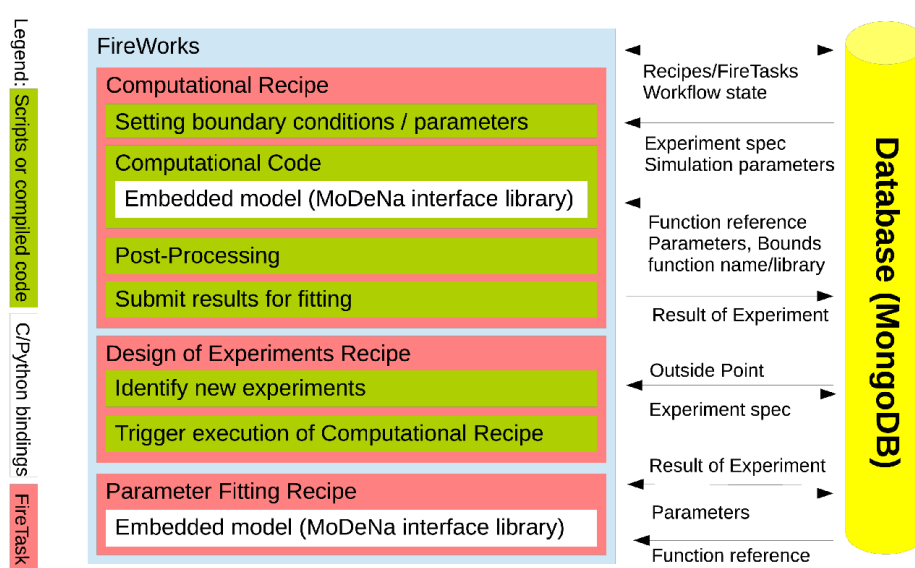 Legend: Scripts or compiled code C/Python bindings FireTask
FireWorks
Computational Recipe
Setting boundary conditions / parameters
Computational Code
Embedded model (MoDeNa interface library)
Post-Processing
Submit results for fitting
Design of Experiments Recipe
Identify new experiments
Trigger execution of Computational Recipe
Parameter Fitting Recipe
Embedded model (MoDeNa interface library)
Recipes/FireTasks
Workflow state
Experiment spec
Simulation parameters
Function reference
Parameters, Bounds
function name/library
Result of Experiment
Outside Point
Experiment spec
Result of Experiment
Parameters
Function reference
Database (MongoDB)